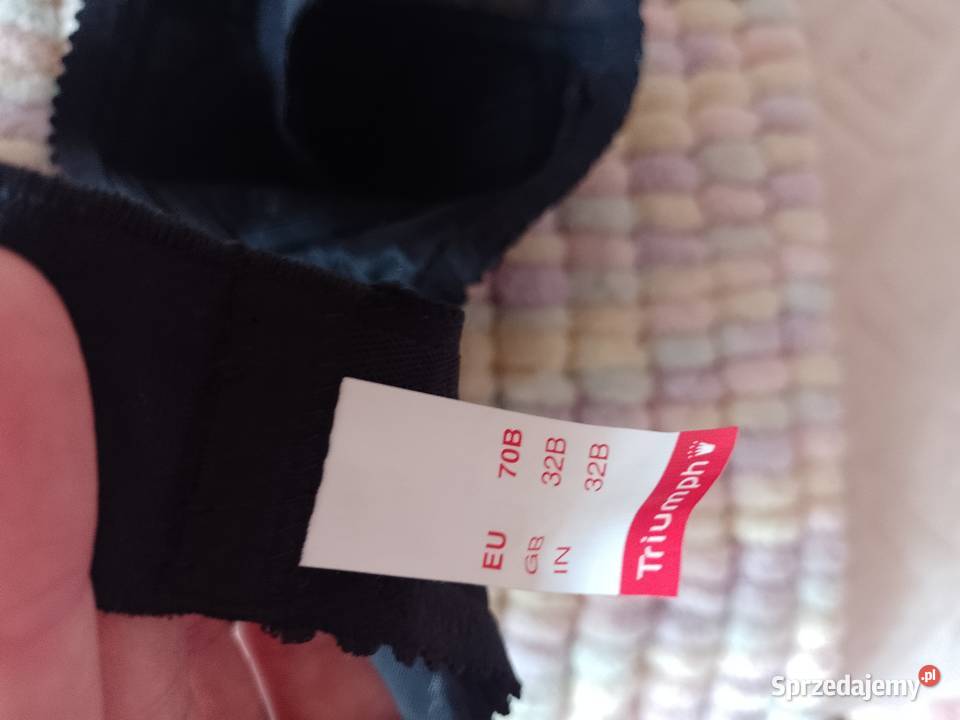 Triumph
EU 70B
GB 32B
IN 32B
Sprzedajemy.pl